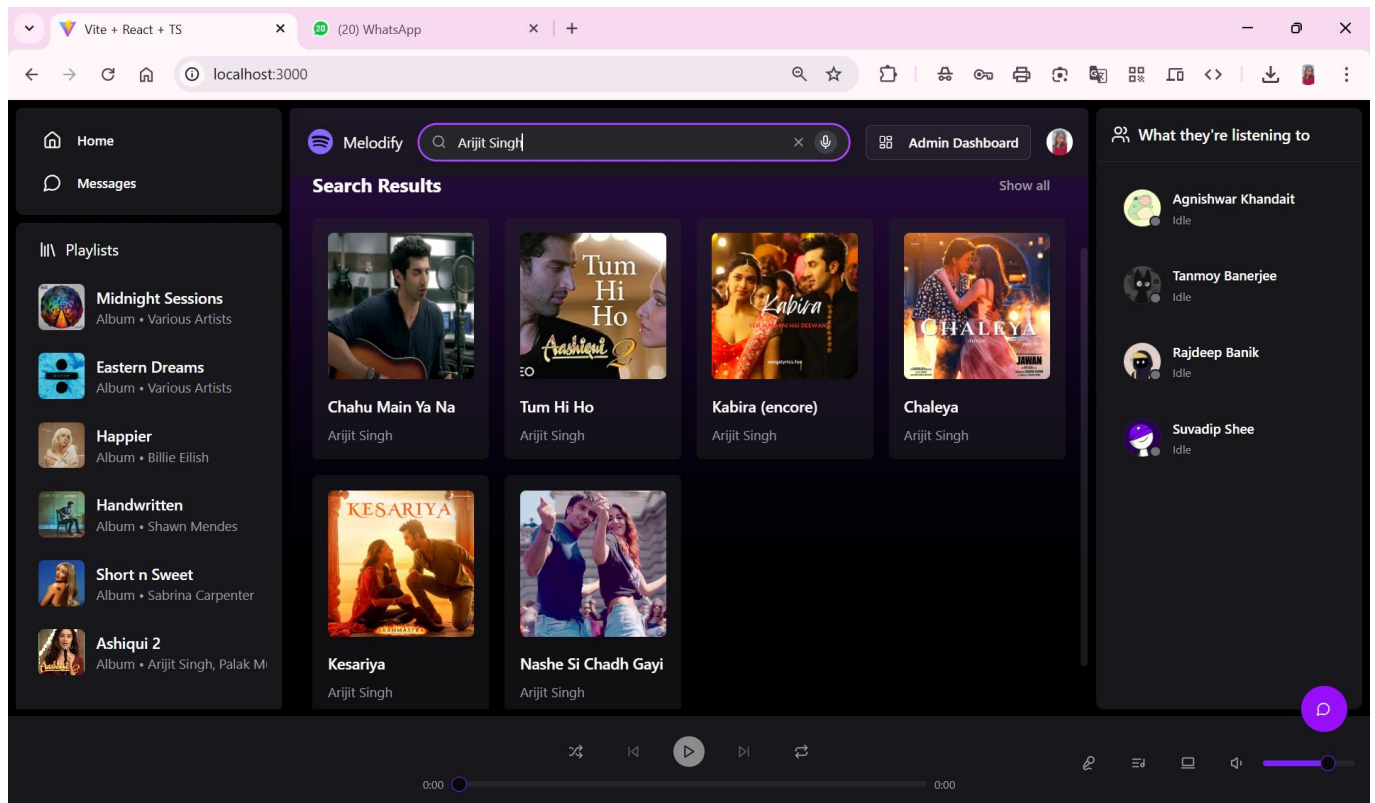 Vite + React + TS
20
(20) WhatsApp
localhost:3000
Home
Messages
Playlists
Midnight Sessions
Album • Various Artists
Eastern Dreams
Album • Various Artists
Happier
Album • Billie Eilish
Handwritten
Album • Shawn Mendes
Short n Sweet
Album • Sabrina Carpenter
Ashiqui 2
Album • Arijit Singh, Palak
Melodify
Arijit Singh
Admin Dashboard
Search Results
Show all
Tum
Hi
Ho
Aashiqui 2
Kabira
CHALEYA
JAWAN
Chahu Main Ya Na
Arijit Singh
Tum Hi Ho
Arijit Singh
Kabira (encore)
Arijit Singh
Chaleya
Arijit Singh
KESARIYA
BRAHMASTRA
Kesariya
Arijit Singh
Nashe Si Chadh Gayi
Arijit Singh
What they're listening to
Agnishwar Khandait
Idle
Tanmoy Banerjee
Idle
Rajdeep Banik
Idle
Suvadip Shee
Idle
0:00
0:00